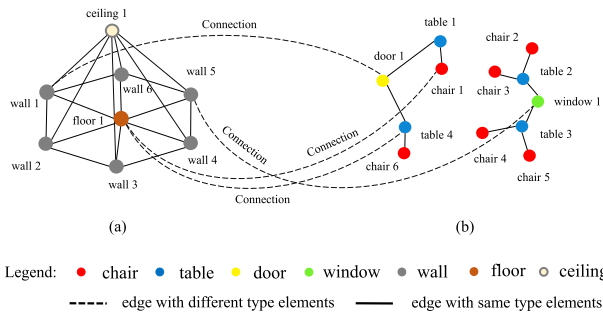 ceiling 1
Connection
table 1
chair 2
door 1
wall 5
wall 6
table 2
chair 1
chair 3
wall 1
window 1
floor 1
Connection
Connection
table 4
table 3
wall 2
wall 4
chair 4
chair 6
wall 3
chair 5
Connection
(a)
(b)
Legend: chair table door window wall floor ceiling
edge with different type elements edge with same type elements